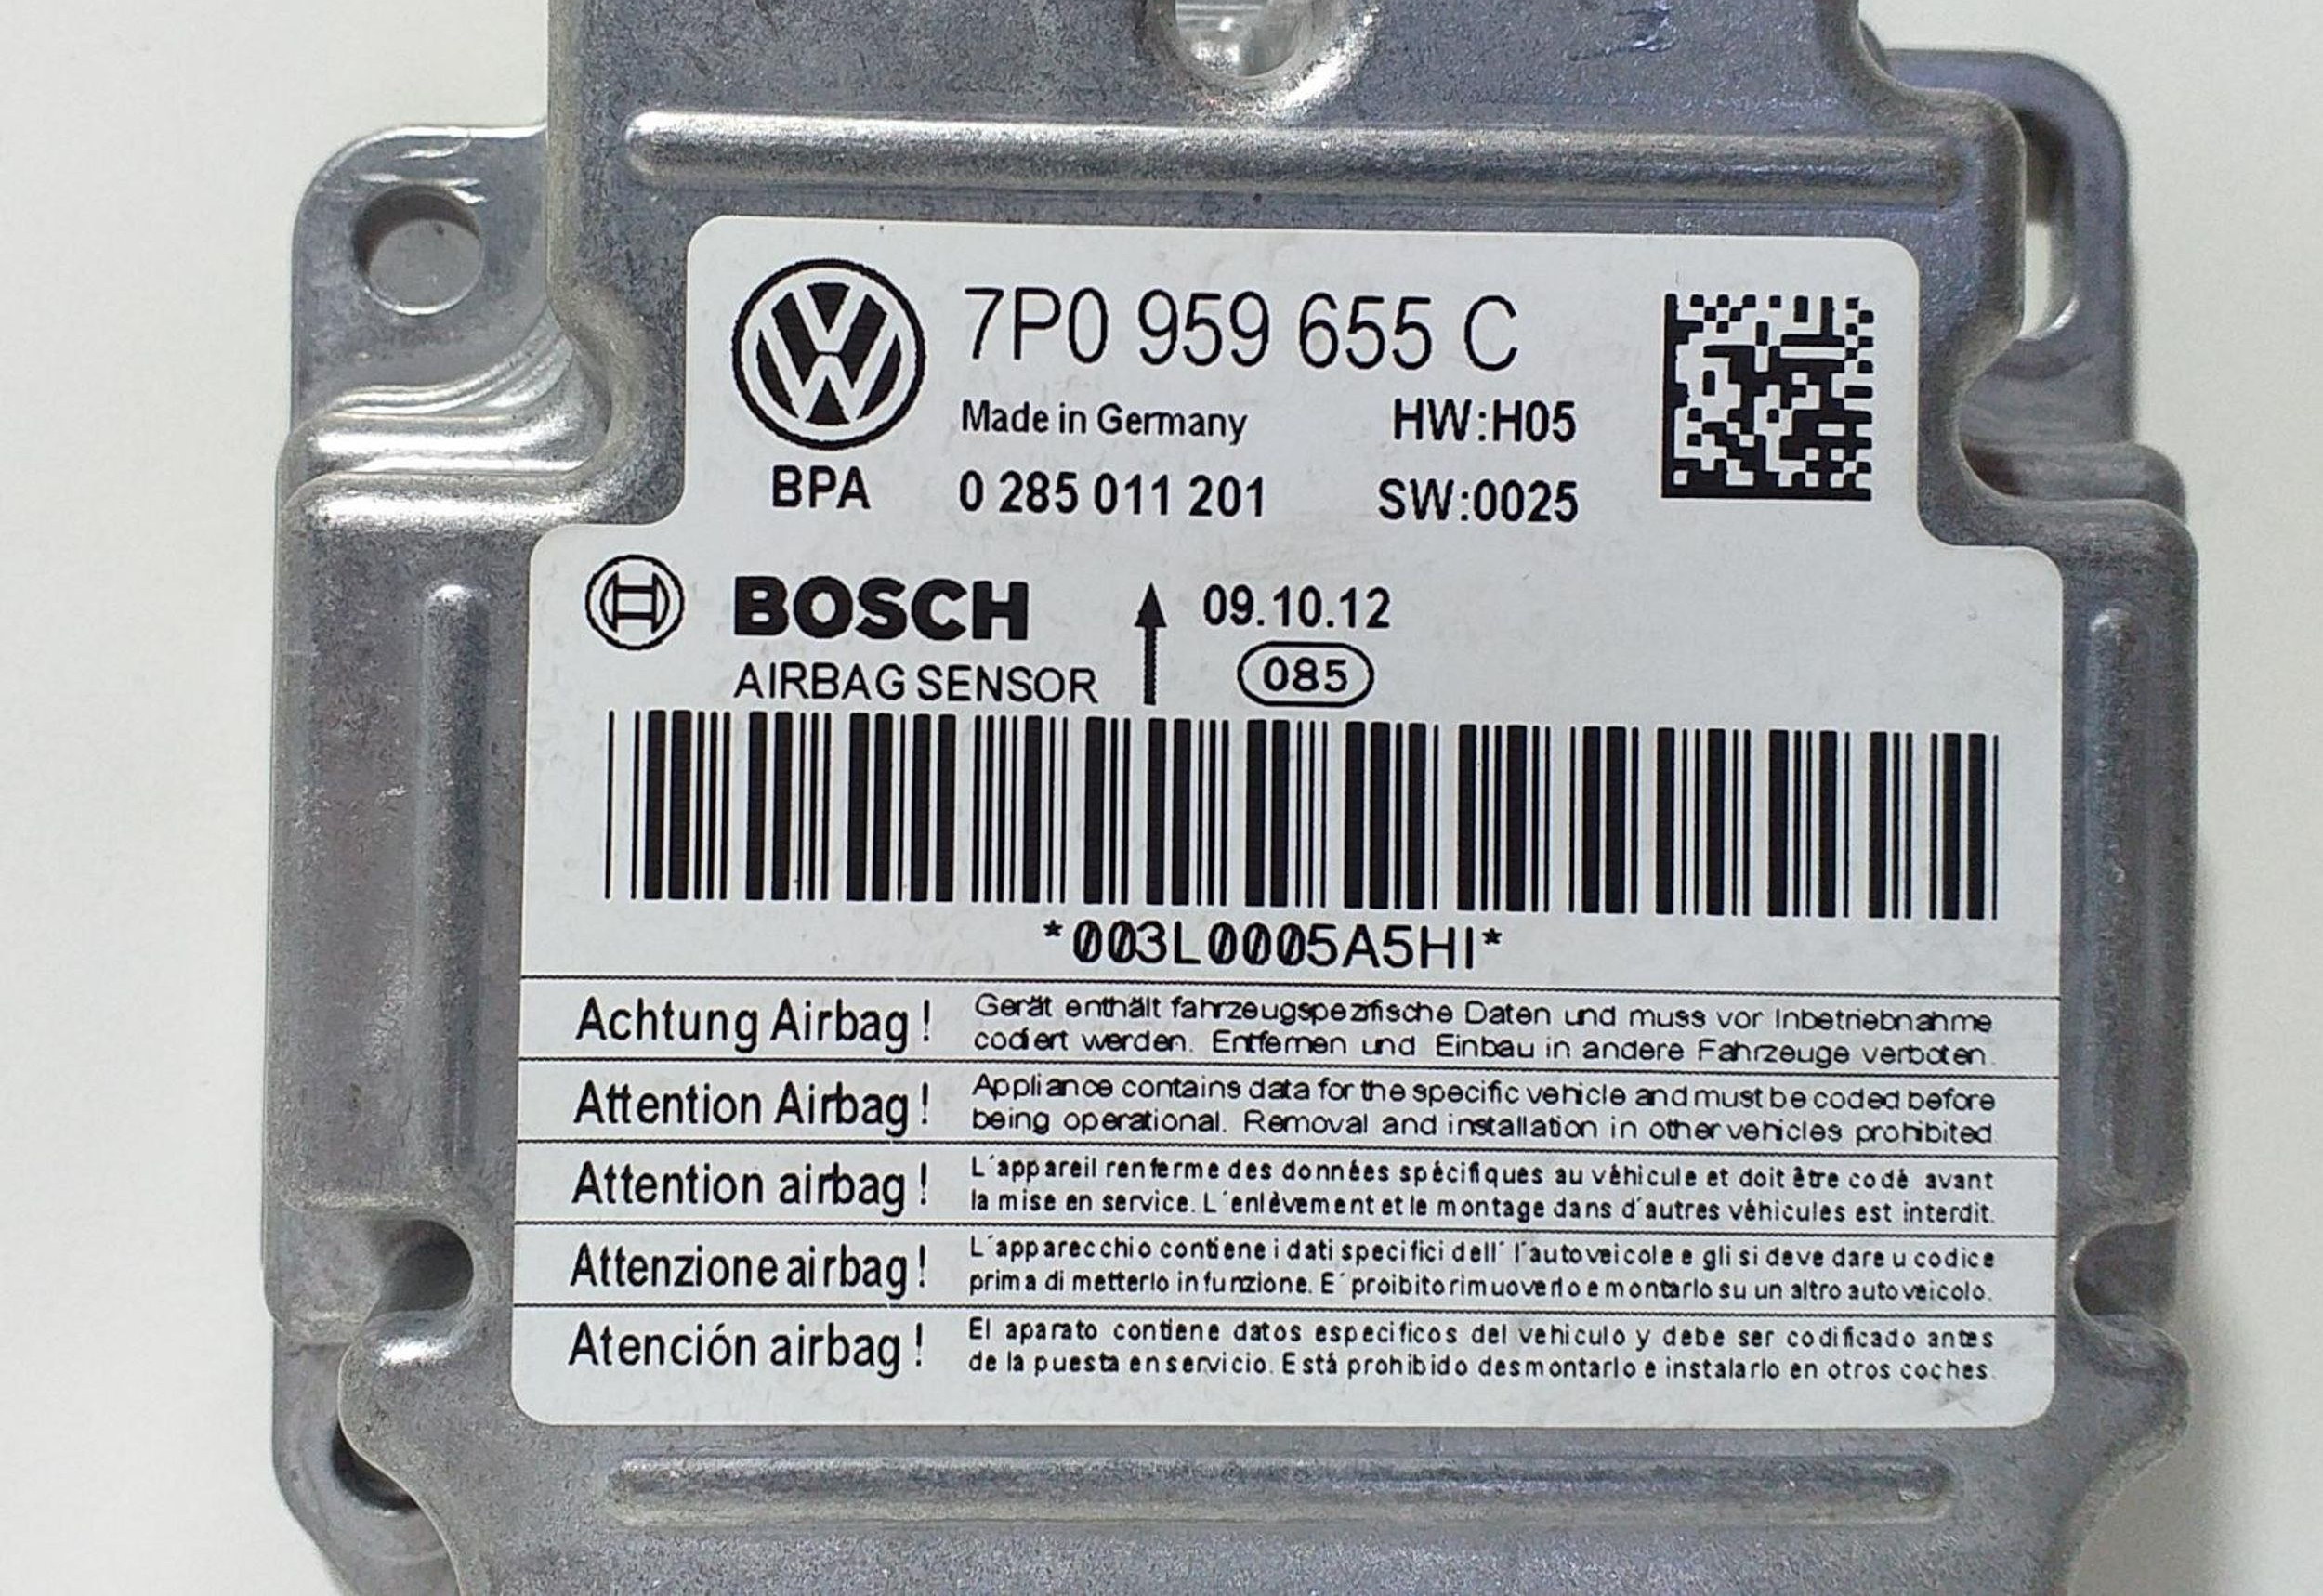 7P0 959 655 C
Made in Germany HW:H05
BPA 0 285 011 201 SW:0025
BOSCH 09.10.12
AIRBAG SENSOR 085
*003L0005A5HI*
Achtung Airbag ! Gerät enthält fahrzeugspezifische Daten und muss vor Inbetriebnahme
codiert werden. Entfernen und Einbau in andere Fahrzeuge verboten.
Attention Airbag ! Appliance contains data for the specific vehicle and must be coded before
being operational. Removal and installation in other vehicles prohibited.
Attention airbag ! L´appareil renferme des données spécifiques au véhicule et doit être codé avant
la mise en service. L´enlèvement et le montage dans d´autres véhicules est interdit.
Attenzione airbag ! L´apparecchio contiene i dati specifici dell´ l´autoveicolo e gli si deve dare u codice
prima di metterlo in funzione. E´ proibito rimuoverlo e montarlo su un altro autoveicolo.
Atención airbag ! El aparato contiene datos especificos del vehiculo y debe ser codificado antes
de la puesta en servicio. Está prohibido desmontarlo e instalarlo en otros coches.